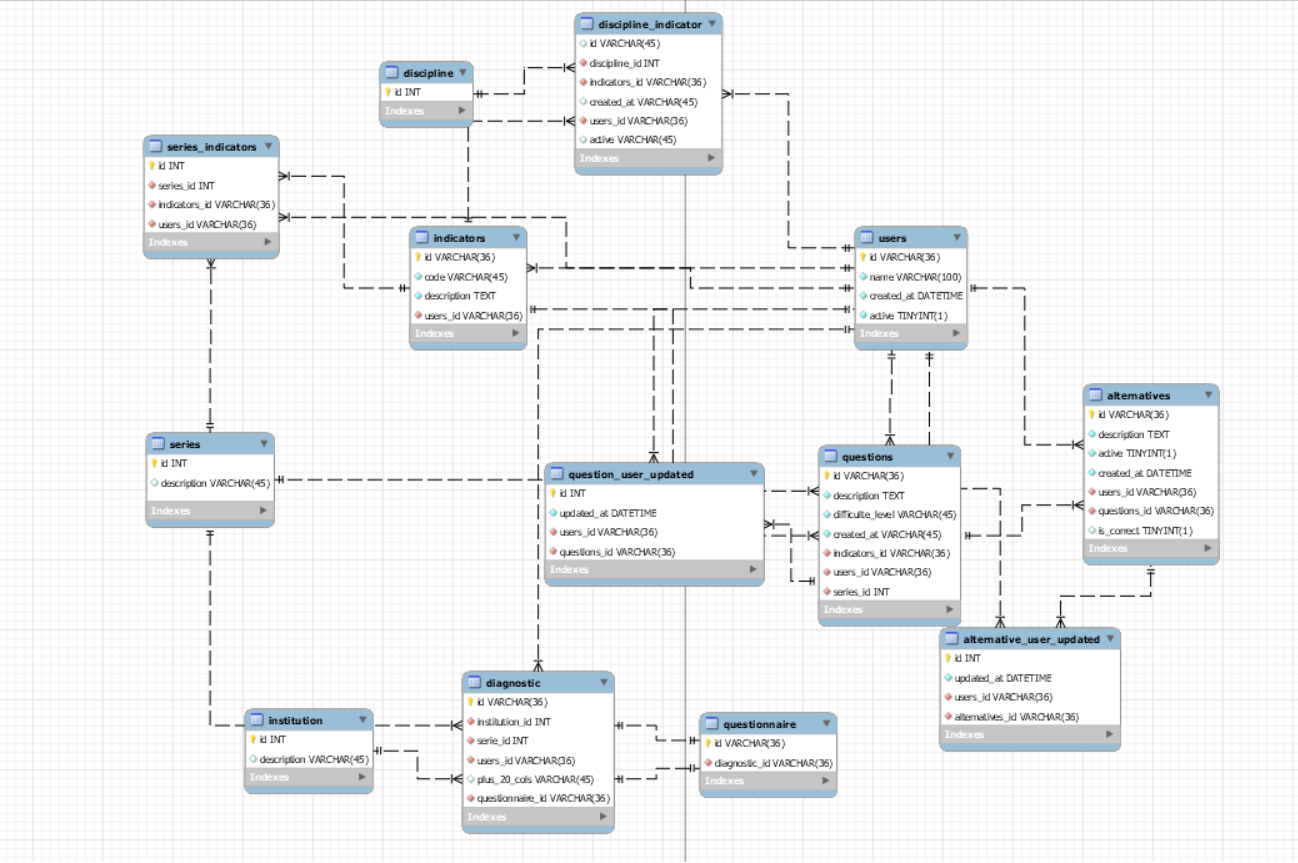 discipline_indicator
id VARCHAR(45)
discipline_id INT
indicators_id VARCHAR(36)
created_at VARCHAR(45)
users_id VARCHAR(36)
active VARCHAR(45)
Indexes
discipline
id INT
Indexes
series_indicators
id INT
series_id INT
indicators_id VARCHAR(36)
users_id VARCHAR(36)
Indexes
indicators
id VARCHAR(36)
code VARCHAR(45)
description TEXT
users_id VARCHAR(36)
Indexes
users
id VARCHAR(36)
name VARCHAR(100)
created_at DATETIME
active TINYINT(1)
Indexes
alternatives
id VARCHAR(36)
description TEXT
active TINYINT(1)
created_at DATETIME
users_id VARCHAR(36)
questions_id VARCHAR(36)
is_correct TINYINT(1)
Indexes
series
id INT
description VARCHAR(45)
Indexes
question_user_updated
id INT
updated_at DATETIME
users_id VARCHAR(36)
questions_id VARCHAR(36)
Indexes
questions
id VARCHAR(36)
description TEXT
difficulte_level VARCHAR(45)
created_at VARCHAR(45)
indicators_id VARCHAR(36)
users_id VARCHAR(36)
series_id INT
Indexes
alternative_user_updated
id INT
updated_at DATETIME
users_id VARCHAR(36)
alternatives_id VARCHAR(36)
Indexes
diagnostic
id VARCHAR(36)
institution_id INT
serie_id INT
users_id VARCHAR(36)
plus_20_cols VARCHAR(45)
questionnaire_id VARCHAR(36)
Indexes
institution
id INT
description VARCHAR(45)
Indexes
questionnaire
id VARCHAR(36)
diagnostic_id VARCHAR(36)
Indexes